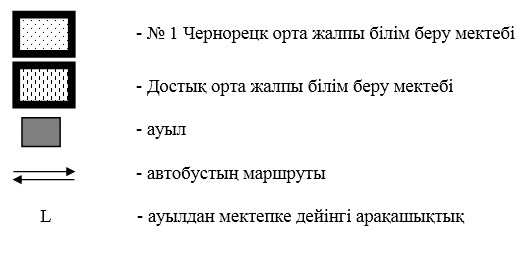 - № 1 Чернорецк орта жалпы білім беру мектебі
- Достық орта жалпы білім беру мектебі
- ауыл
- автобустың маршруты
L - ауылдан мектепке дейінгі арақашықтық